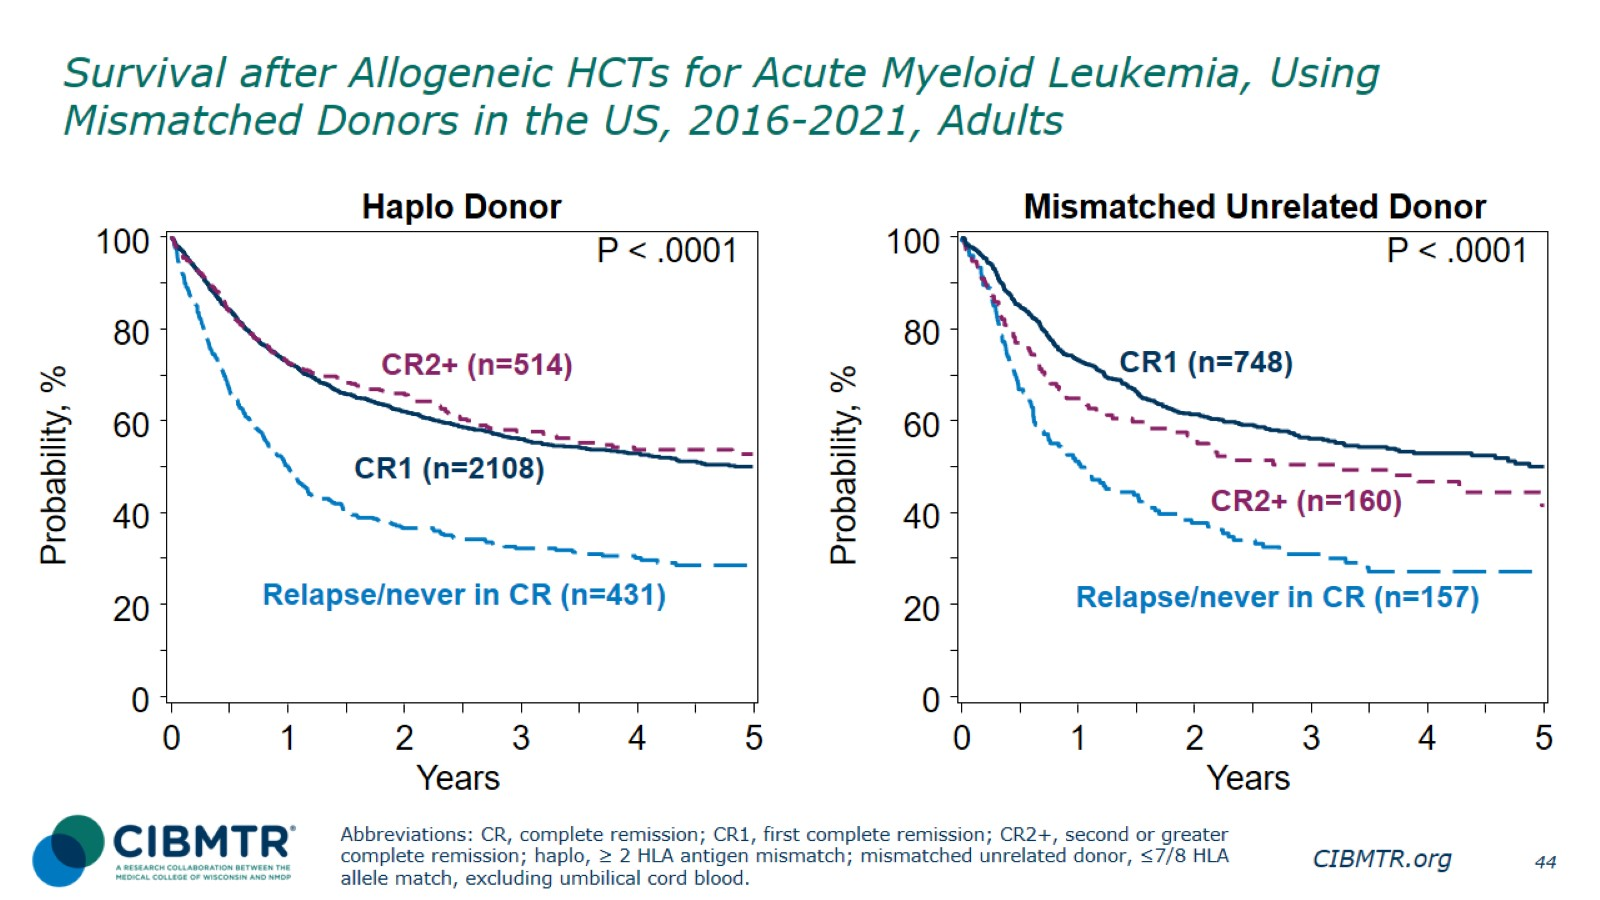 Survival after Allogeneic HCTs for Acute Myeloid Leukemia, Using
Mismatched Donors in the US, 2016-2021, Adults
Haplo Donor
P < .0001
100
80
60
40
20
0
Probability, %
CR2+ (n=514)
CR1 (n=2108)
Relapse/never in CR (n=431)
0 1 2 3 4 5
Years
Mismatched Unrelated Donor
P < .0001
100
80
60
40
20
0
Probability, %
CR1 (n=748)
CR2+ (n=160)
Relapse/never in CR (n=157)
0 1 2 3 4 5
Years
CIBMTR®
A RESEARCH COLLABORATION BETWEEN THE
MEDICAL COLLEGE OF WISCONSIN AND NMDP
Abbreviations: CR, complete remission; CR1, first complete remission; CR2+, second or greater
complete remission; haplo, ≥ 2 HLA antigen mismatch; mismatched unrelated donor, ≤7/8 HLA
allele match, excluding umbilical cord blood.
CIBMTR.org
44